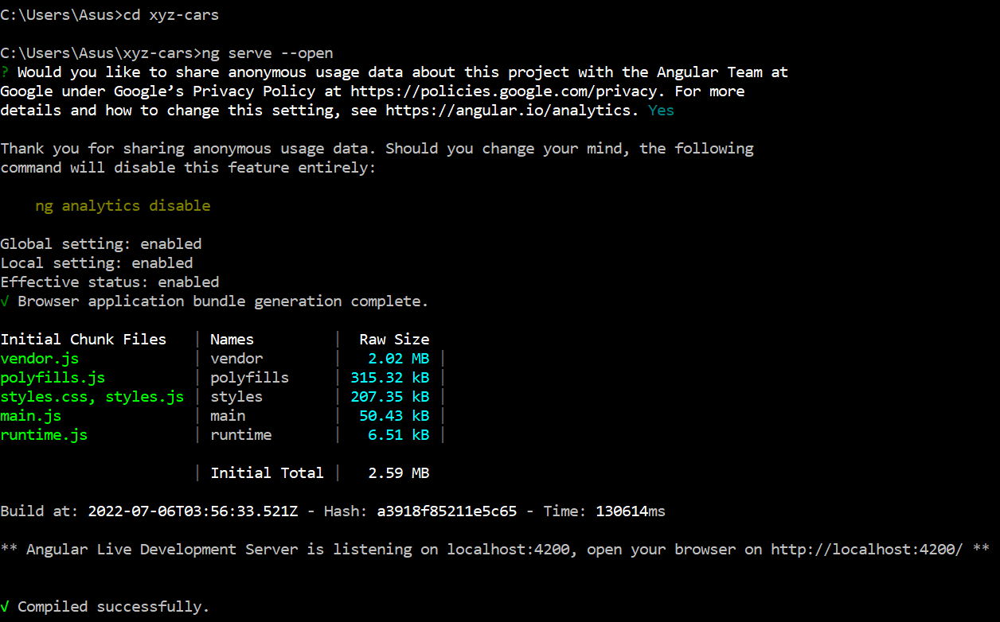 C:\Users\Asus>cd xyz-cars
C:\Users\Asus\xyz-cars>ng serve --open
? Would you like to share anonymous usage data about this project with the Angular Team at
Google under Google’s Privacy Policy at https://policies.google.com/privacy. For more
details and how to change this setting, see https://angular.io/analytics. Yes
Thank you for sharing anonymous usage data. Should you change your mind, the following
command will disable this feature entirely:
ng analytics disable
Global setting: enabled
Local setting: enabled
Effective status: enabled
√ Browser application bundle generation complete.
Initial Chunk Files | Names | Raw Size
vendor.js | vendor | 2.02 MB |
polyfills.js | polyfills | 315.32 kB |
styles.css, styles.js | styles | 207.35 kB |
main.js | main | 50.43 kB |
runtime.js | runtime | 6.51 kB |
| Initial Total | 2.59 MB
Build at: 2022-07-06T03:56:33.521Z - Hash: a3918f85211e5c65 - Time: 130614ms
** Angular Live Development Server is listening on localhost:4200, open your browser on http://localhost:4200/ **
√ Compiled successfully.